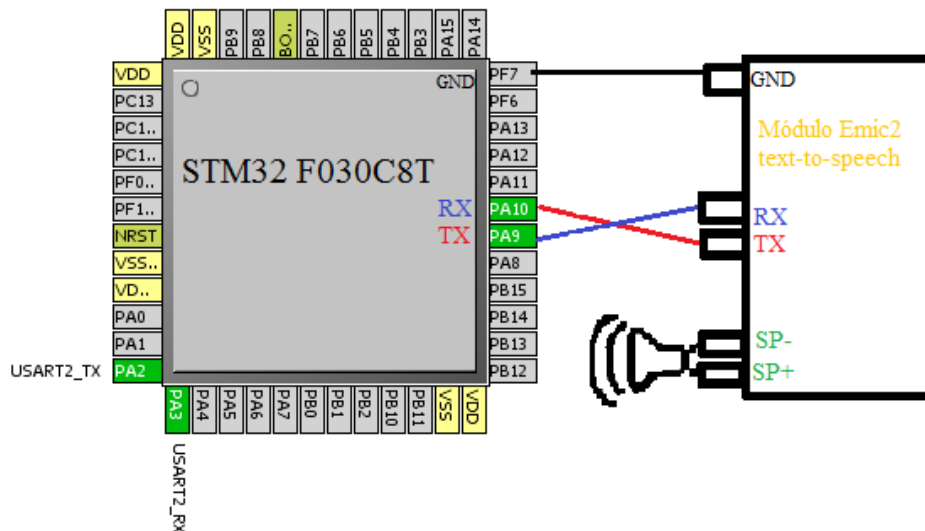 VDD
VSS
PB9
PB8
BO..
PB7
PB6
PB5
PB4
PB3
PA15
PA14
VDD
PC13
PC1..
PC1..
PF0..
PF1..
NRST
VSS..
VD..
PA0
PA1
USART2_TX PA2
STM32 F030C8T
GND
RX
TX
PF7
PF6
PA13
PA12
PA11
PA10
PA9
PA8
PB15
PB14
PB13
PB12
PA3
PA4
PA5
PA6
PA7
PB0
PB1
PB2
PB10
PB11
VSS
VDD
USART2_RX
GND
Módulo Emic2
text-to-speech
RX
TX
SP-
SP+